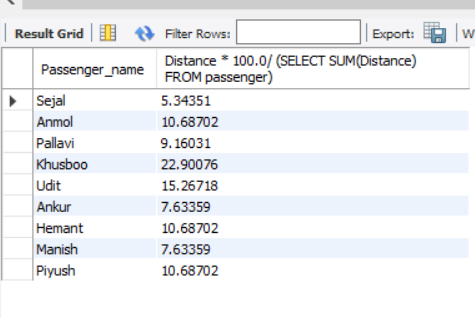 Result Grid Filter Rows: Export: W
Passenger_name Distance * 100.0/ (SELECT SUM(Distance)
FROM passenger)
Sejal 5.34351
Anmol 10.68702
Pallavi 9.16031
Khusboo 22.90076
Udit 15.26718
Ankur 7.63359
Hemant 10.68702
Manish 7.63359
Piyush 10.68702